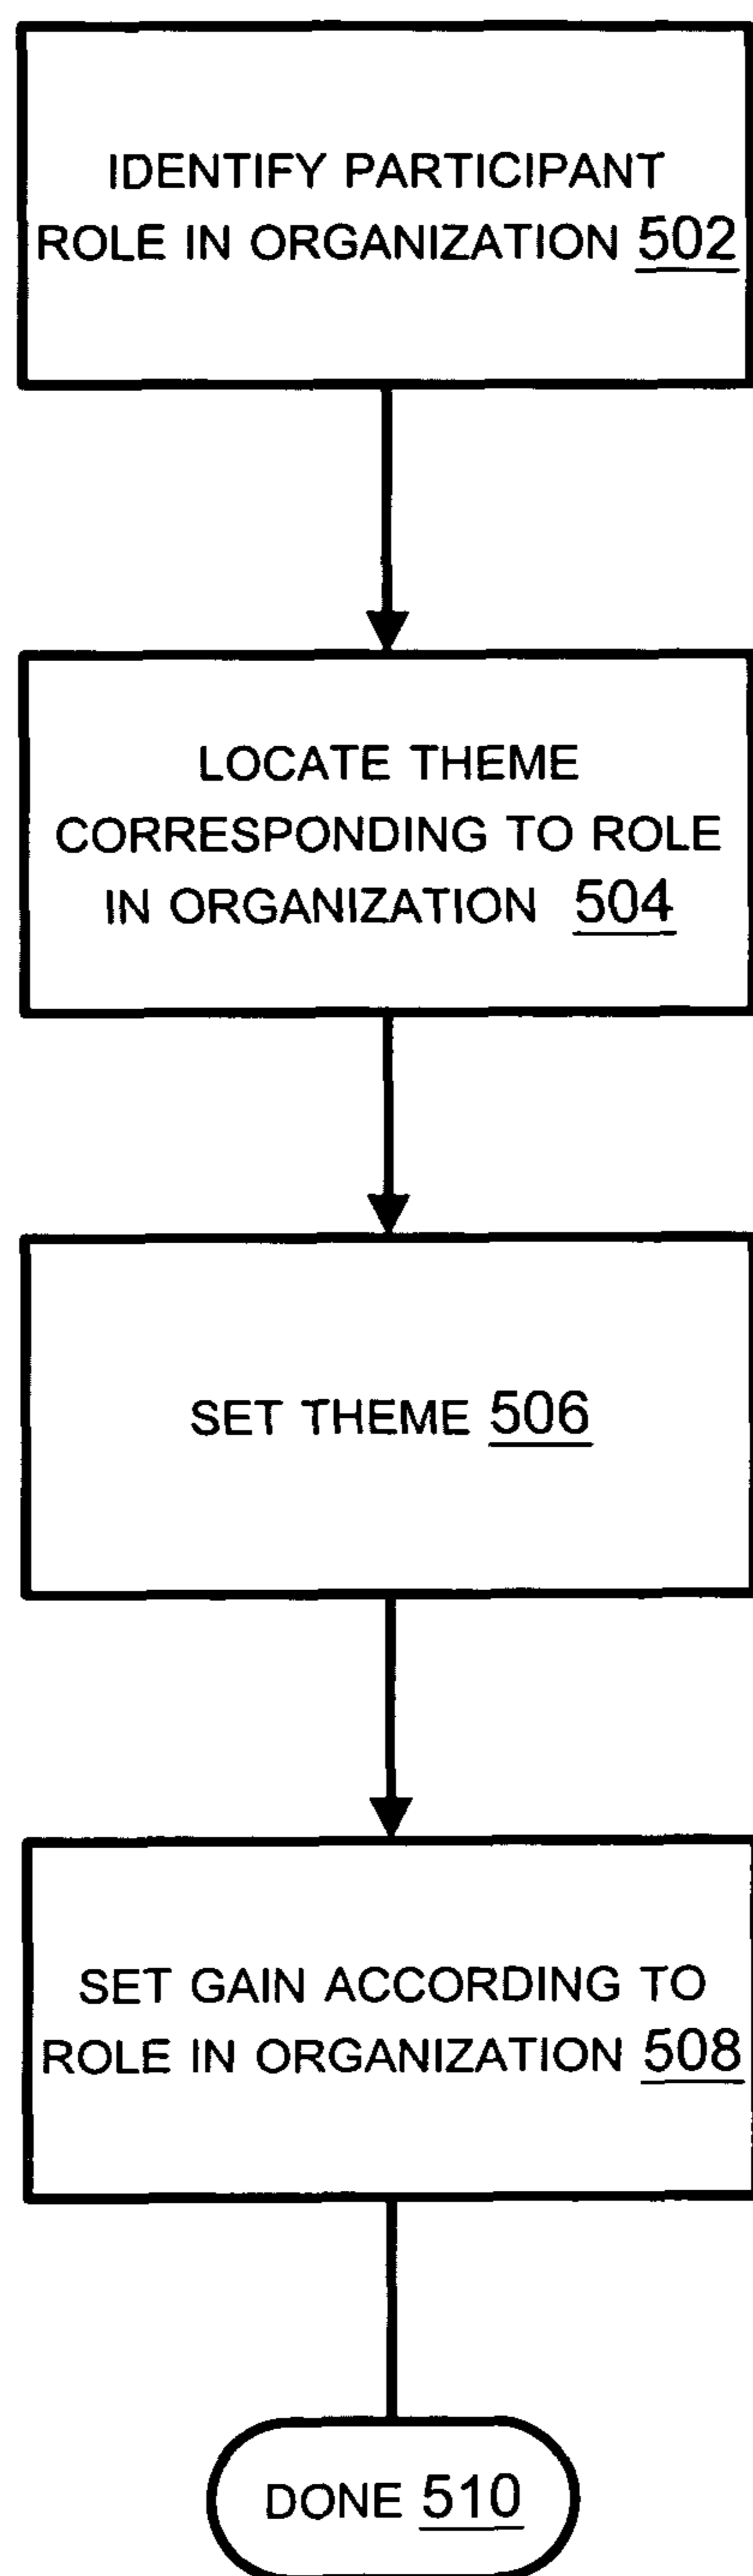 IDENTIFY PARTICIPANT
ROLE IN ORGANIZATION 502
LOCATE THEME
CORRESPONDING TO ROLE
IN ORGANIZATION 504
SET THEME 506
SET GAIN ACCORDING TO
ROLE IN ORGANIZATION 508
DONE 510